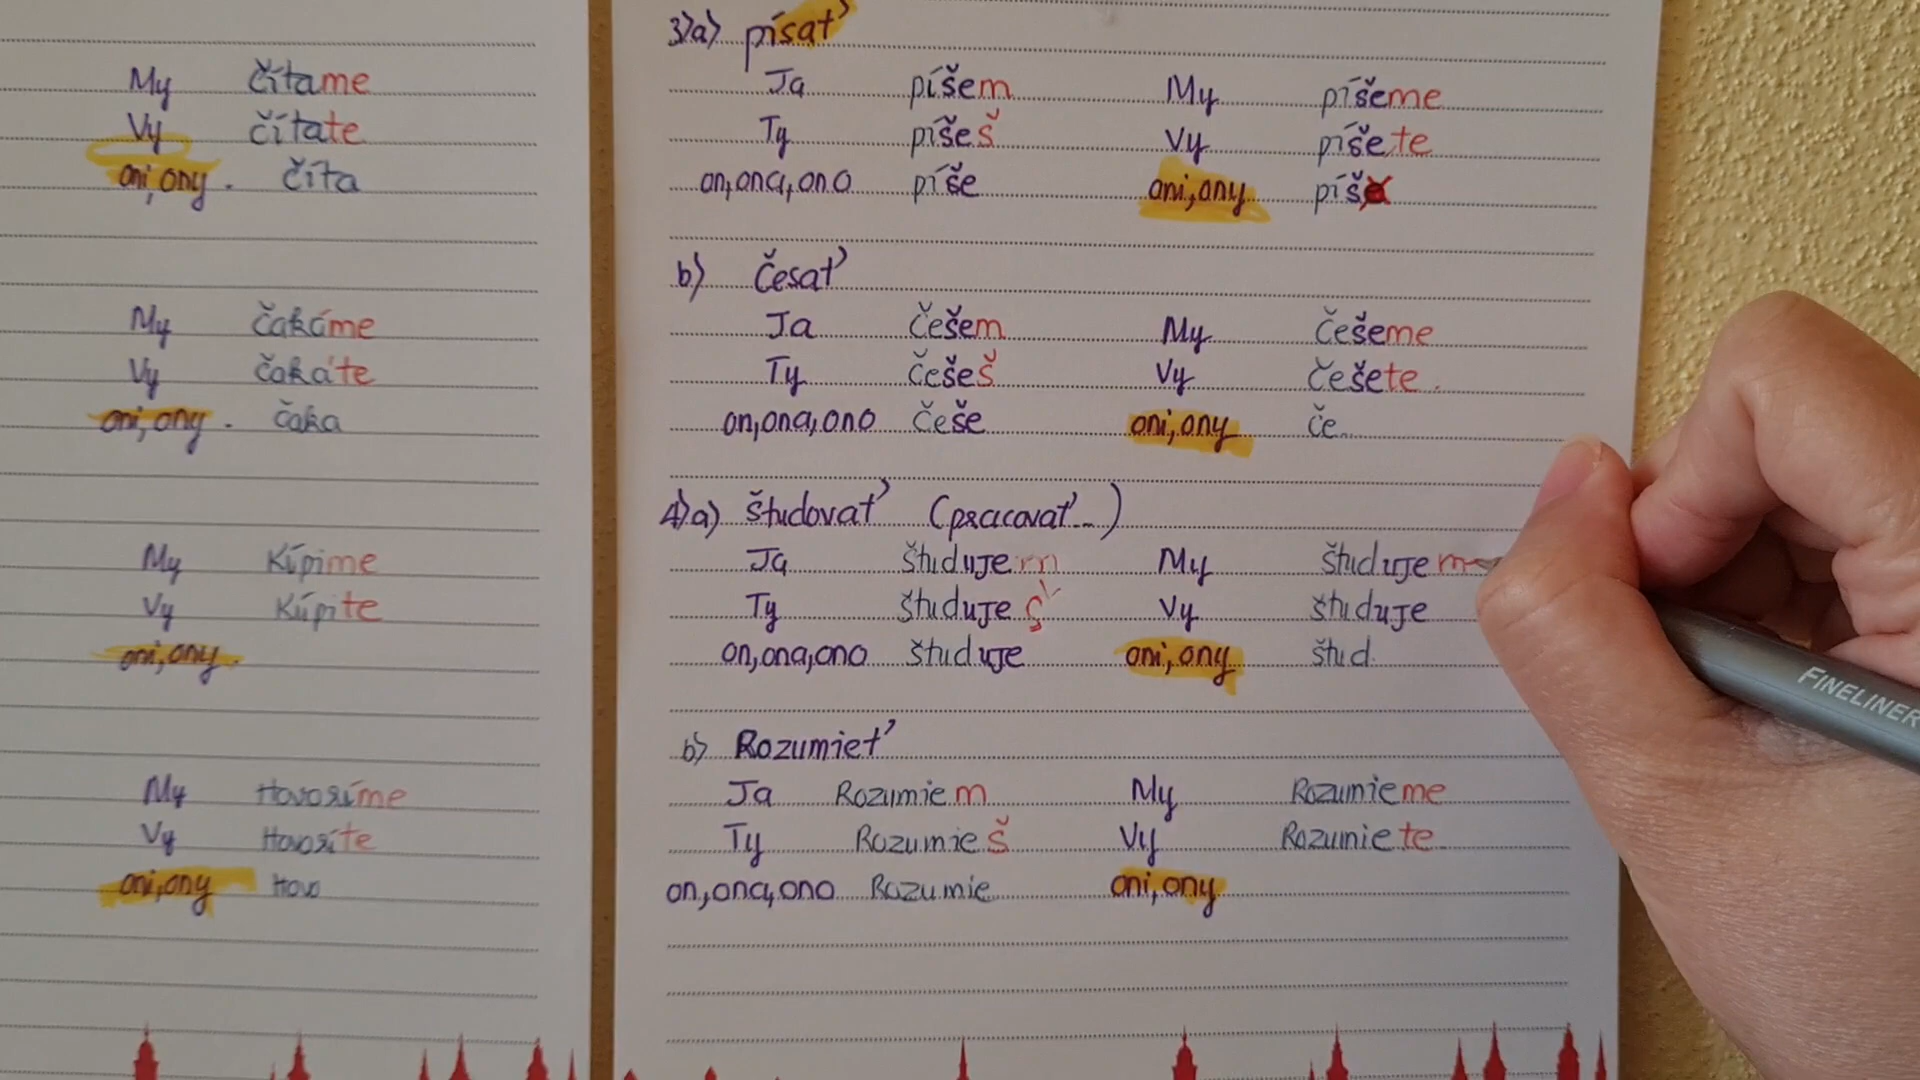 My čítame
Vy čítate
oni, ony. číta
My čakáme
Vy čakáte
oni, ony. čaka
My Kúpime
Vy Kúpite
oni, ony.
My Hovoríme
Vy Hovoríte
oni, ony Hovo
3)a) písať
Ja píšem My píšeme
Ty píšeš Vy píšete
on, ona, ono píše oni, ony píš
b) Česať
Ja Češem My Češeme
Ty Češeš Vy Češete.
on, ona, ono Češe oni, ony če
4)a) študovať (pracovať...)
Ja študujem My študujem
Ty študuješ Vy študuje
on, ona, ono študuje oni, ony štud
b) Rozumieť
Ja Rozumiem My Rozumieme
Ty Rozumieš Vy Rozumiete
on, ona, ono Rozumie oni, ony
FINELINER